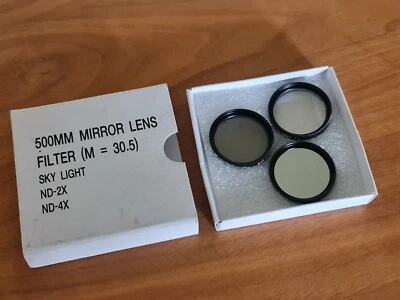 500MM MIRROR LENS
FILTER (M = 30.5)
SKY LIGHT
ND-2X
ND-4X